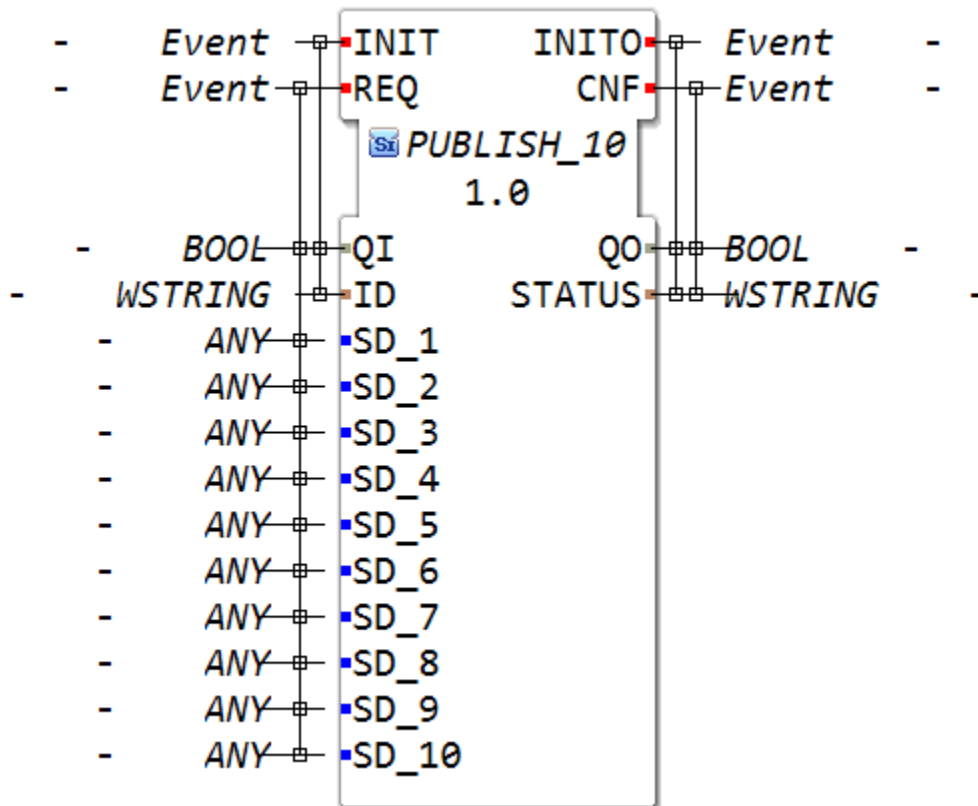 - Event INIT INITO Event -
- Event REQ CNF Event -
SI PUBLISH_10
1.0
- BOOL QI QO BOOL -
- WSTRING ID STATUS WSTRING -
- ANY SD_1
- ANY SD_2
- ANY SD_3
- ANY SD_4
- ANY SD_5
- ANY SD_6
- ANY SD_7
- ANY SD_8
- ANY SD_9
- ANY SD_10